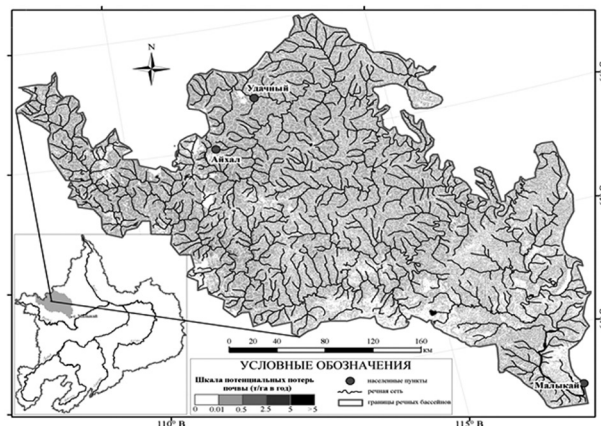 N
Удачный
Айхал
Малыкай
0 20 40 80 120 160
км
УСЛОВНЫЕ ОБОЗНАЧЕНИЯ
Шкала потенциальных потерь
почвы (т/га в год)
0 0.01 0.5 2.5 5 >5
населенные пункты
речная сеть
границы речных бассейнов
110° В
115° В